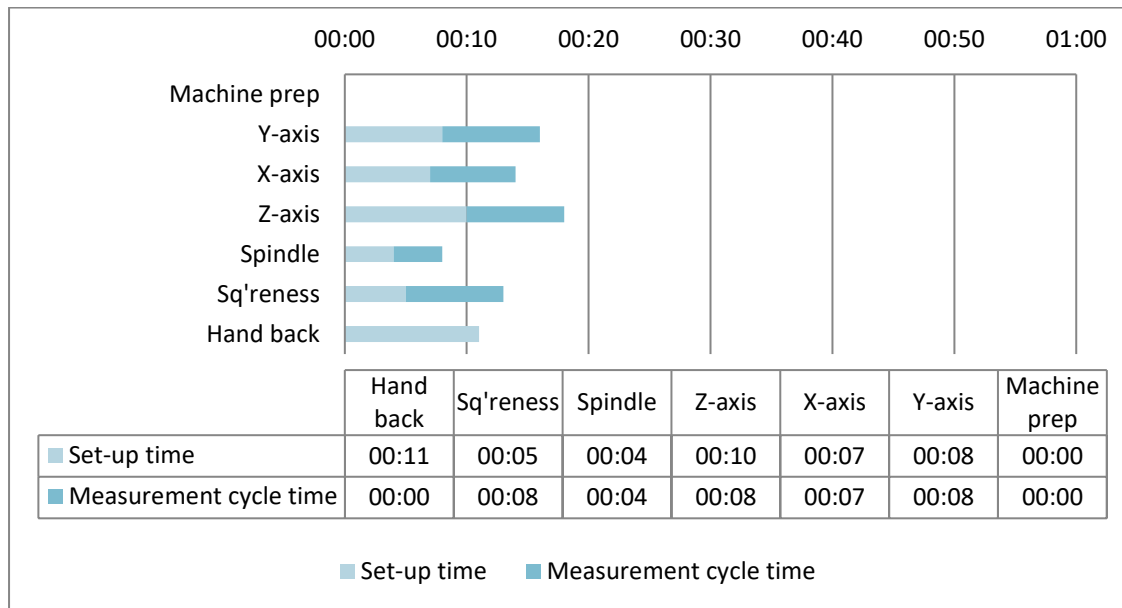 00:00 00:10 00:20 00:30 00:40 00:50 01:00
Machine prep
Y-axis
X-axis
Z-axis
Spindle
Sq'reness
Hand back
Hand back Sq'reness Spindle Z-axis X-axis Y-axis Machine prep
Set-up time 00:11 00:05 00:04 00:10 00:07 00:08 00:00
Measurement cycle time 00:00 00:08 00:04 00:08 00:07 00:08 00:00
Set-up time Measurement cycle time